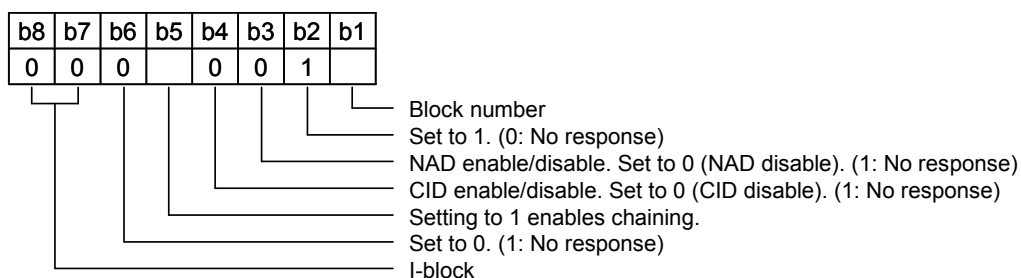 b8 b7 b6 b5 b4 b3 b2 b1
0 0 0 0 0 1
Block number
Set to 1. (0: No response)
NAD enable/disable. Set to 0 (NAD disable). (1: No response)
CID enable/disable. Set to 0 (CID disable). (1: No response)
Setting to 1 enables chaining.
Set to 0. (1: No response)
I-block